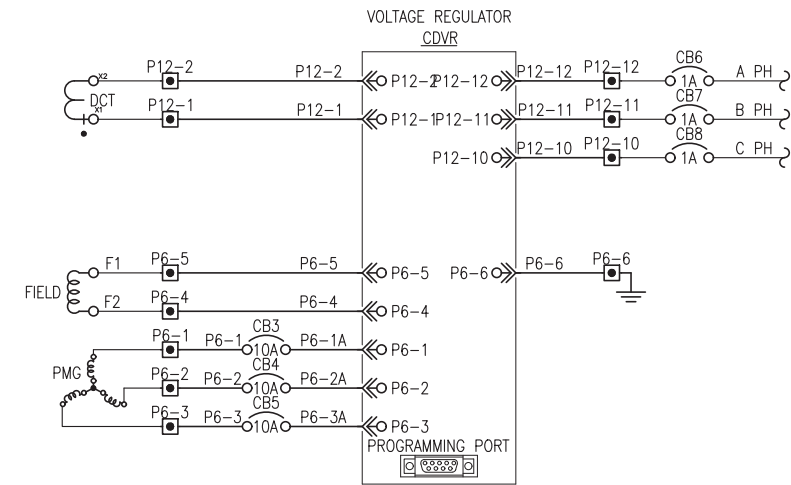 VOLTAGE REGULATOR
CDVR
X2 P12-2 P12-2 P12-2 P12-12 P12-12 P12-12 CB6 1A A PH
DCT
X1 P12-1 P12-1 P12-1 P12-11 P12-11 P12-11 CB7 1A B PH
P12-10 P12-10 P12-10 CB8 1A C PH
F1 P6-5 P6-5 P6-5 P6-6 P6-6 P6-6
FIELD
F2 P6-4 P6-4 P6-4
P6-1 P6-1 CB3 10A P6-1A P6-1
PMG
P6-2 P6-2 CB4 10A P6-2A P6-2
P6-3 P6-3 CB5 10A P6-3A P6-3
PROGRAMMING PORT